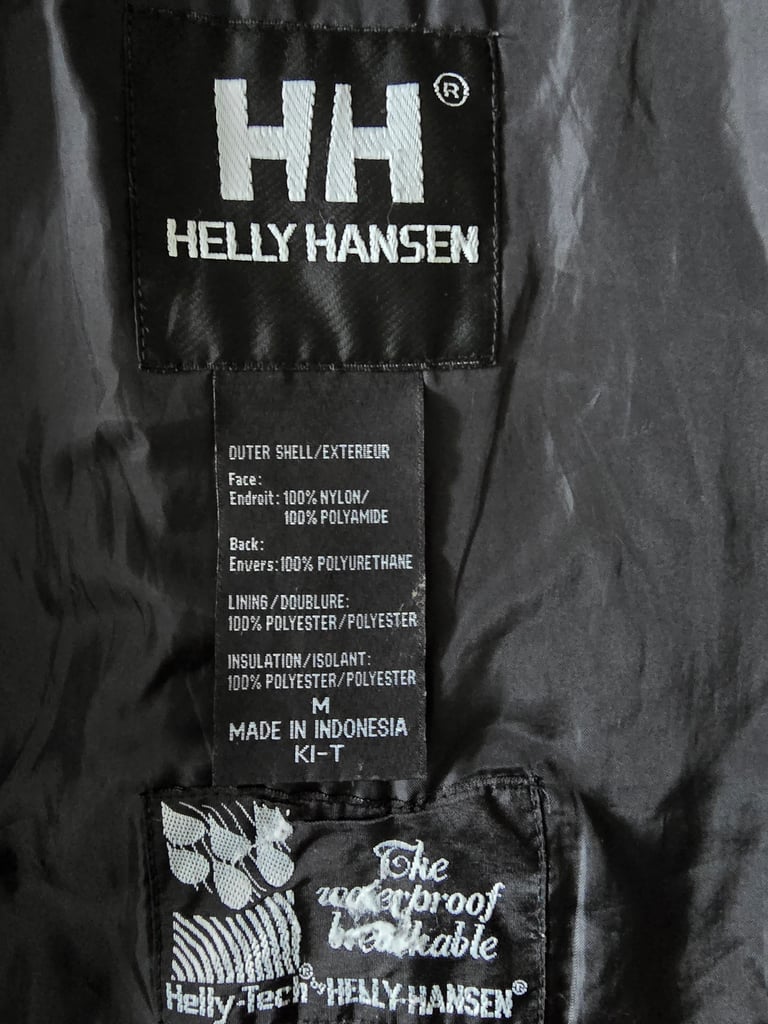 HH®
HELLY HANSEN
OUTER SHELL/EXTERIEUR
Face:
Endroit: 100% NYLON/
100% POLYAMIDE
Back:
Envers: 100% POLYURETHANE
LINING/DOUBLURE:
100% POLYESTER/POLYESTER
INSULATION/ISOLANT:
100% POLYESTER/POLYESTER
M
MADE IN INDONESIA
KI-T
The
waterproof
breathable
Helly-Tech® by HELLY-HANSEN®